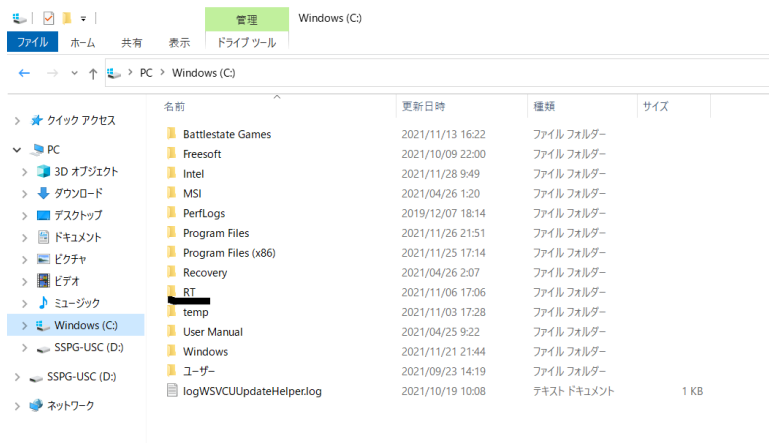 管理
Windows (C:)
ファイル ホーム 共有 表示 ドライブ ツール
PC Windows (C:)
名前 更新日時 種類 サイズ
クイック アクセス
PC
3D オブジェクト
ダウンロード
デスクトップ
ドキュメント
ピクチャ
ビデオ
ミュージック
Windows (C:)
SSPG-USC (D:)
SSPG-USC (D:)
ネットワーク
Battlestate Games 2021/11/13 16:22 ファイル フォルダー
Freesoft 2021/10/09 22:00 ファイル フォルダー
Intel 2021/11/28 9:49 ファイル フォルダー
MSI 2021/04/26 1:20 ファイル フォルダー
PerfLogs 2019/12/07 18:14 ファイル フォルダー
Program Files 2021/11/26 21:51 ファイル フォルダー
Program Files (x86) 2021/11/25 17:14 ファイル フォルダー
Recovery 2021/04/26 2:07 ファイル フォルダー
RT 2021/11/06 17:06 ファイル フォルダー
temp 2021/11/03 17:28 ファイル フォルダー
User Manual 2021/04/25 9:22 ファイル フォルダー
Windows 2021/11/21 21:44 ファイル フォルダー
ユーザー 2021/09/23 14:19 ファイル フォルダー
logWSVCUUpdateHelper.log 2021/10/19 10:08 テキスト ドキュメント 1 KB